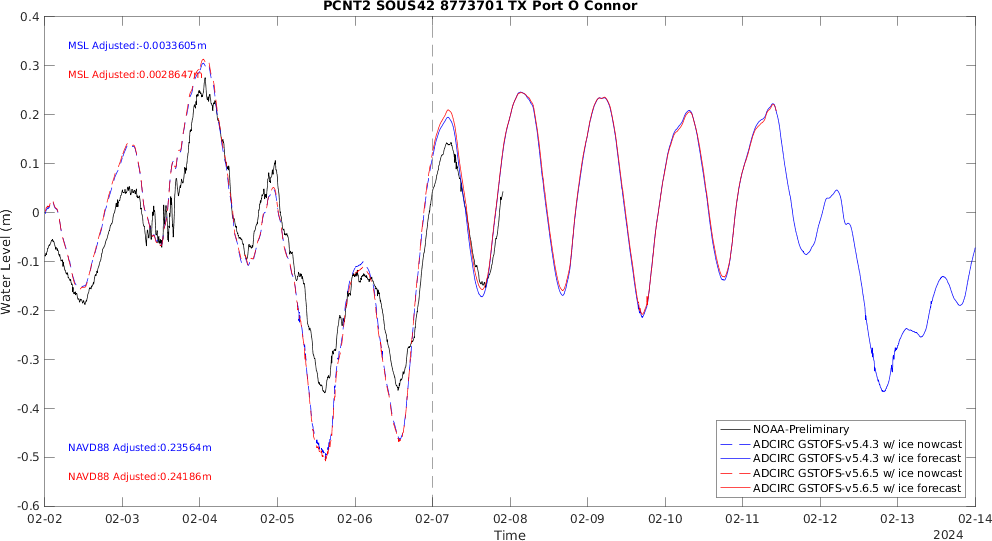 PCNT2 SOUS42 8773701 TX Port O Connor
MSL Adjusted:-0.0033605m
MSL Adjusted:0.0028647m
NAVD88 Adjusted:0.23564m
NAVD88 Adjusted:0.24186m
Water Level (m)
0.4
0.3
0.2
0.1
0
-0.1
-0.2
-0.3
-0.4
-0.5
-0.6
NOAA-Preliminary
ADCIRC GSTOFS-v5.4.3 w/ ice nowcast
ADCIRC GSTOFS-v5.4.3 w/ ice forecast
ADCIRC GSTOFS-v5.6.5 w/ ice nowcast
ADCIRC GSTOFS-v5.6.5 w/ ice forecast
02-02 02-03 02-04 02-05 02-06 02-07 02-08 02-09 02-10 02-11 02-12 02-13 02-14
Time
2024